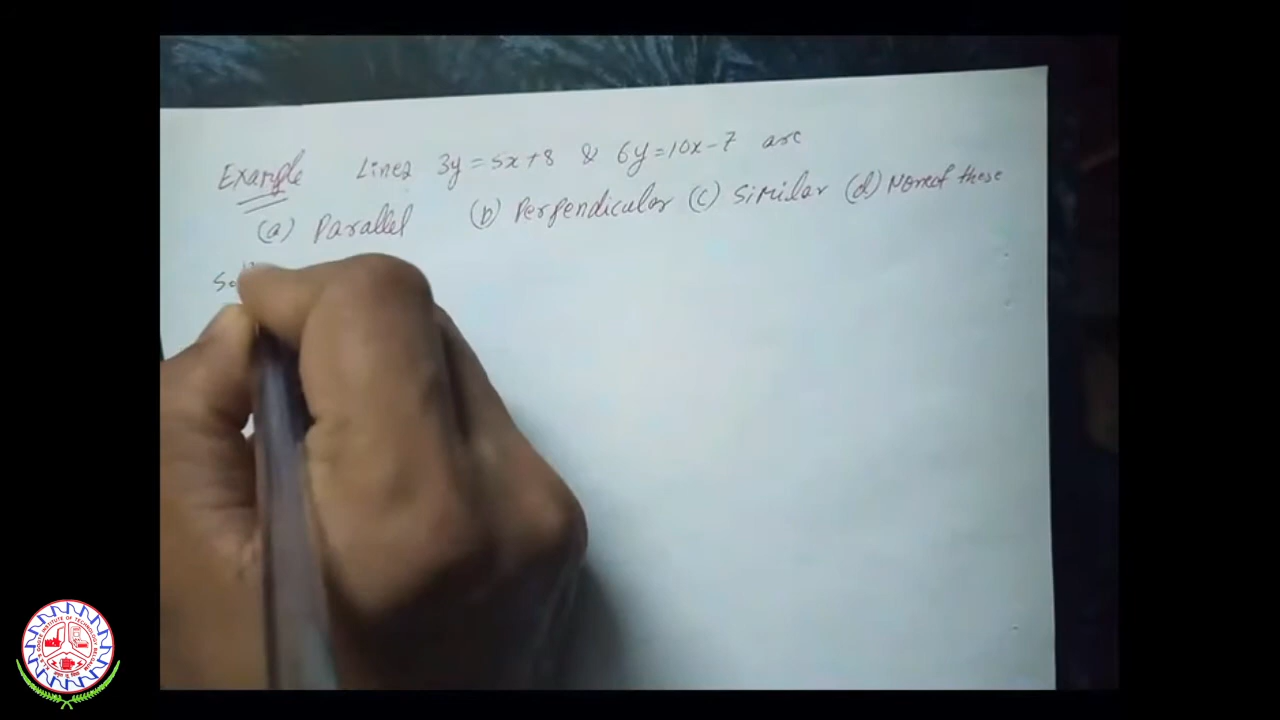 Example Lines 3y = 5x+8 & 6y=10x-7 are
(a) Parallel (b) Perpendicular (c) Similar (d) None of these